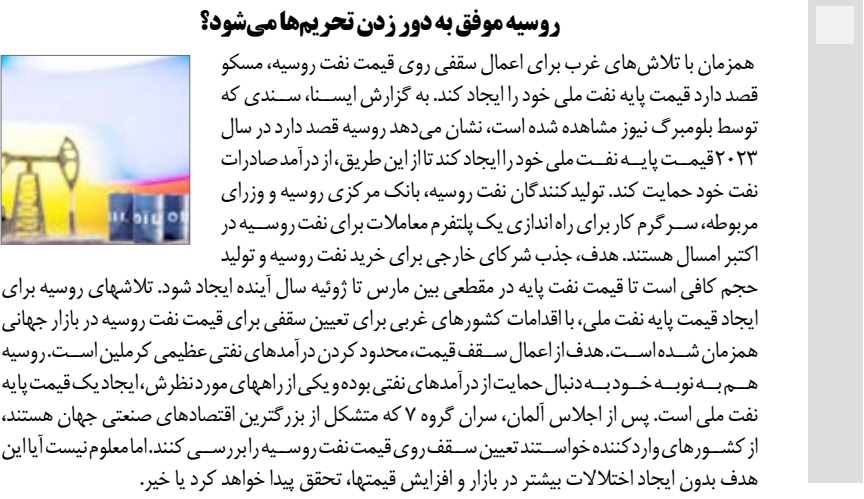 روسیه موفق به دور زدن تحریم‌ها می‌شود؟
همزمان با تلاش‌های غرب برای اعمال سقفی روی قیمت نفت روسیه، مسکو
قصد دارد قیمت پایه نفت ملی خود را ایجاد کند. به گزارش ایسنا، سندی که
توسط بلومبرگ نیوز مشاهده شده است، نشان می‌دهد روسیه قصد دارد در سال
۲۰۲۳ قیمت پایه نفت ملی خود را ایجاد کند تا از این طریق، از درآمد صادرات
نفت خود حمایت کند. تولیدکنندگان نفت روسیه، بانک مرکزی روسیه و وزرای
مربوطه، سرگرم کار برای راه اندازی یک پلتفرم معاملات برای نفت روسیه در
اکتبر امسال هستند. هدف، جذب شرکای خارجی برای خرید نفت روسیه و تولید
حجم کافی است تا قیمت نفت پایه در مقطعی بین مارس تا ژوئیه سال آینده ایجاد شود. تلاشهای روسیه برای
ایجاد قیمت پایه نفت ملی، با اقدامات کشورهای غربی برای تعیین سقفی برای قیمت نفت روسیه در بازار جهانی
همزمان شده است. هدف از اعمال سقف قیمت، محدود کردن درآمدهای نفتی عظیمی کرملین است. روسیه
هم به نوبه خود به دنبال حمایت از درآمدهای نفتی بوده و یکی از راههای مورد نظرش، ایجاد یک قیمت پایه
نفت ملی است. پس از اجلاس آلمان، سران گروه ۷ که متشکل از بزرگترین اقتصادهای صنعتی جهان هستند،
از کشورهای واردکننده خواستند تعیین سقف روی قیمت نفت روسیه را بررسی کنند. اما معلوم نیست آیا این
هدف بدون ایجاد اختلالات بیشتر در بازار و افزایش قیمتها، تحقق پیدا خواهد کرد یا خیر.
OIL